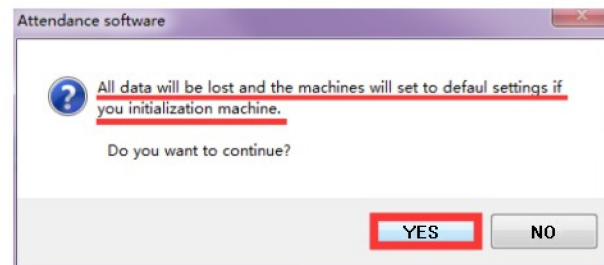 Attendance software
All data will be lost and the machines will set to defaul settings if
you initialization machine.
Do you want to continue?
YES
NO